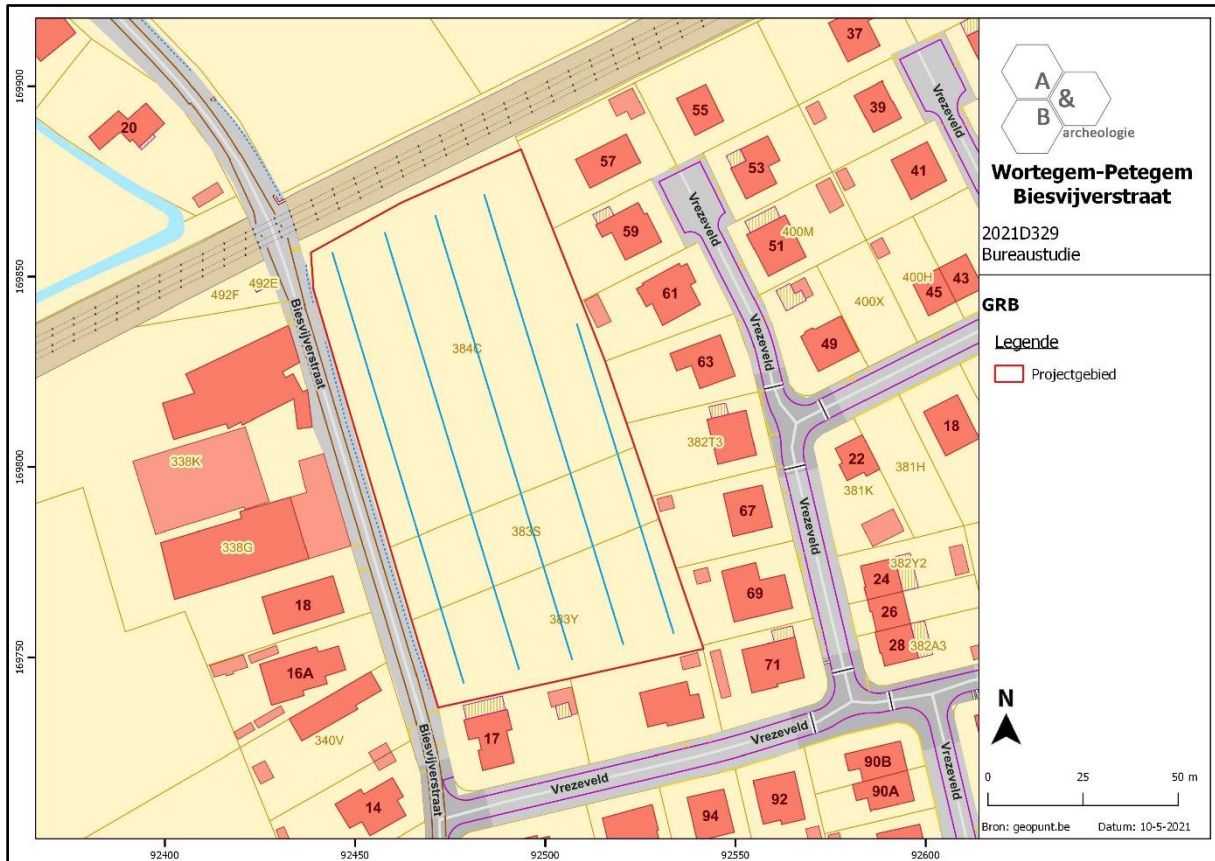 169900
169850
169800
169750
92400
92450
92500
92550
92600
20
37
55
39
57
53
41
59
51
400M
61
400H
43
45
400X
49
63
492F
492E
Biesvijverstraat
384C
Vrezeveld
Vrezeveld
Vrezeveld
Vrezeveld
382T3
18
22
381H
381K
338K
338G
67
383S
383Y
69
382Y2
24
26
28
382A3
18
16A
71
340V
17
14
Biesvijverstraat
Vrezeveld
Vrezeveld
Vrezeveld
90B
90A
92
94
A
&
B
archeologie
Wortegem-Petegem
Biesvijverstraat
2021D329
Bureaustudie
GRB
Legende
Projectgebied
N
0 25 50 m
Bron: geopunt.be Datum: 10-5-2021